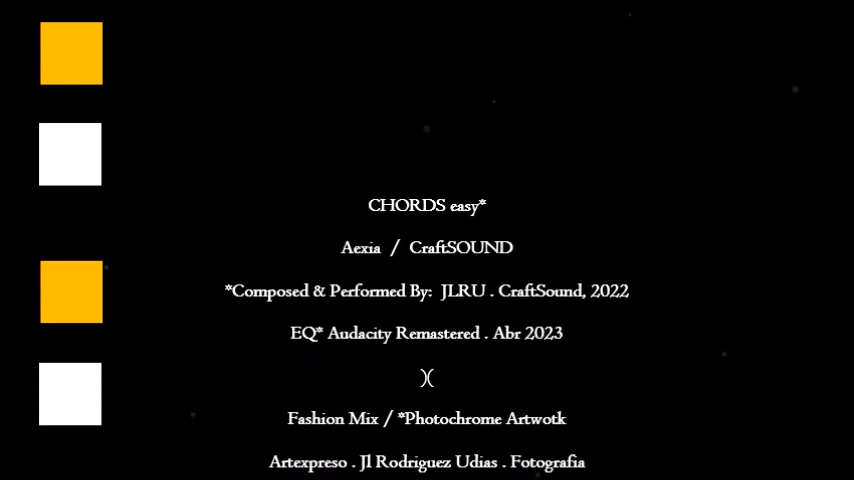 CHORDS easy*
Aexia / CraftSOUND
*Composed & Performed By: JLRU . CraftSound, 2022
EQ* Audacity Remastered . Abr 2023
)(
Fashion Mix / *Photochrome Artwotk
Artexpreso . Jl Rodriguez Udias . Fotografia